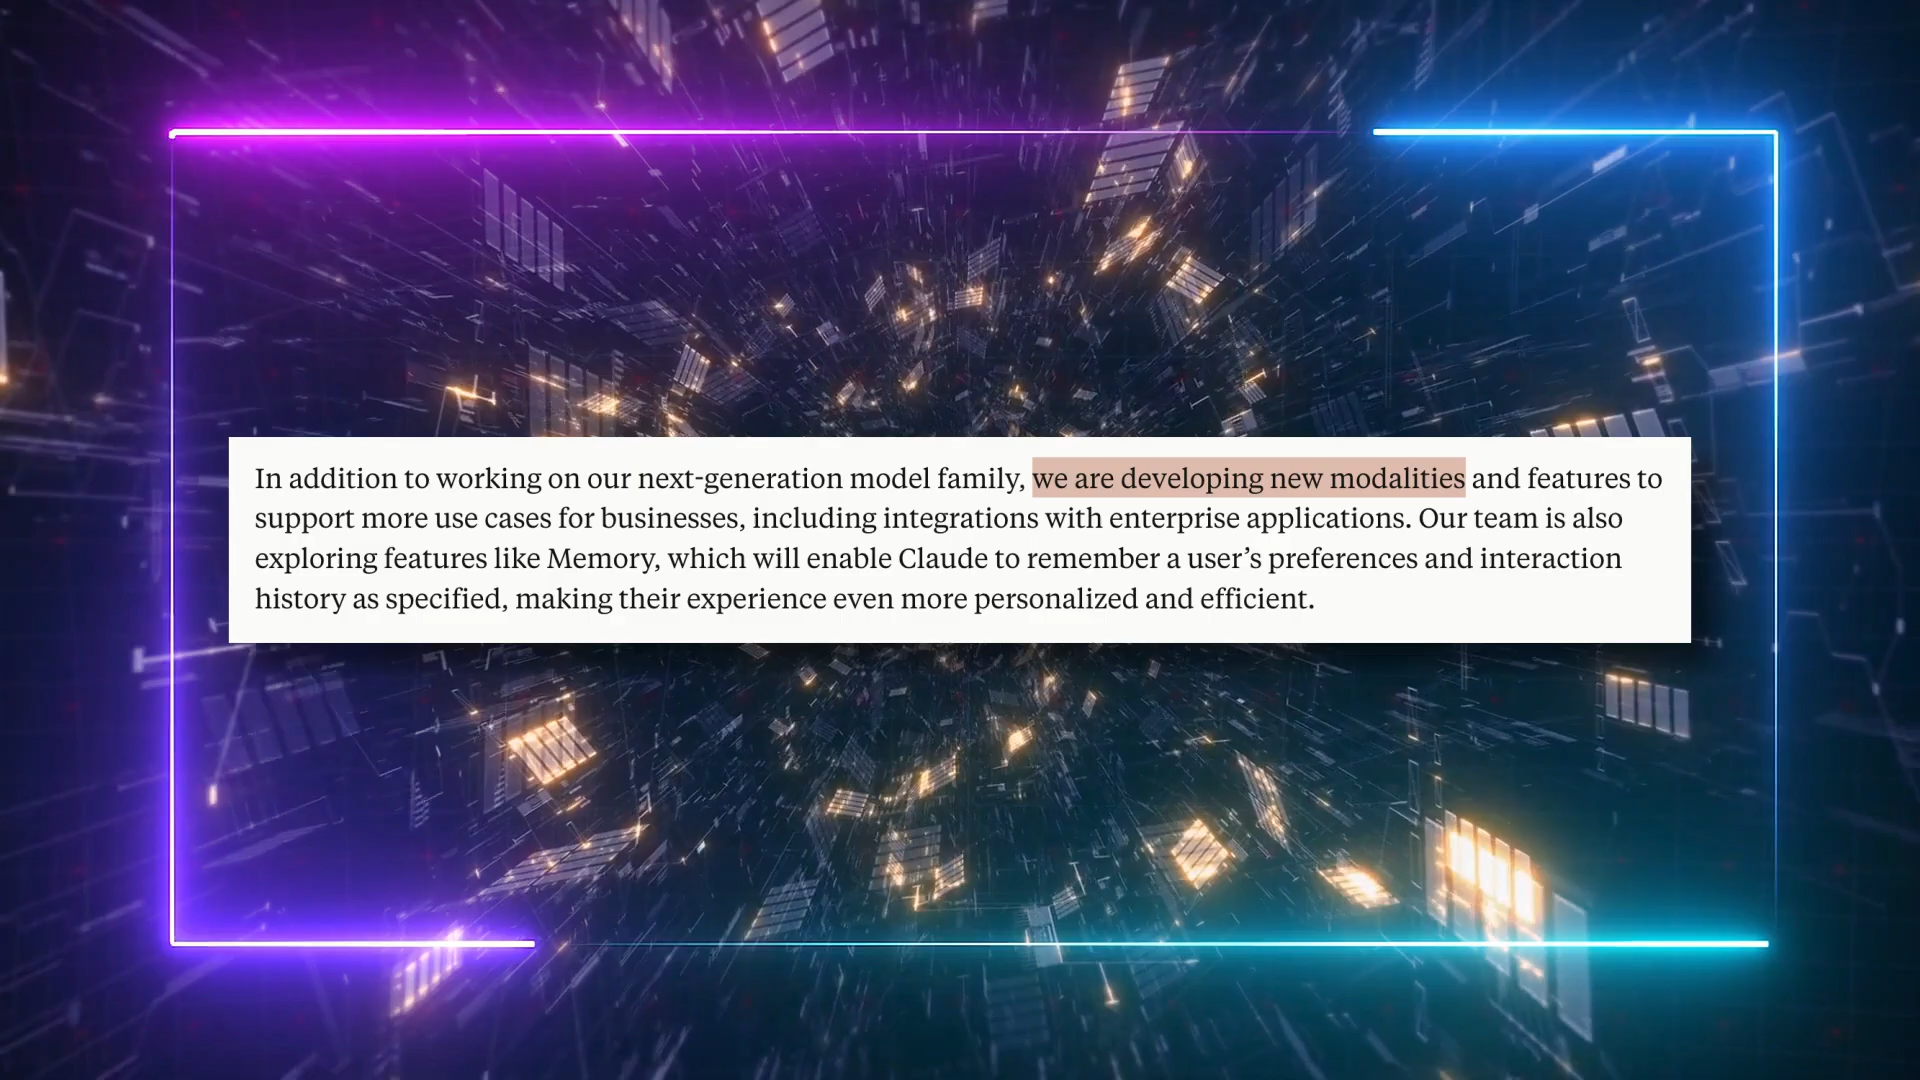 In addition to working on our next-generation model family, we are developing new modalities and features to
support more use cases for businesses, including integrations with enterprise applications. Our team is also
exploring features like Memory, which will enable Claude to remember a user’s preferences and interaction
history as specified, making their experience even more personalized and efficient.